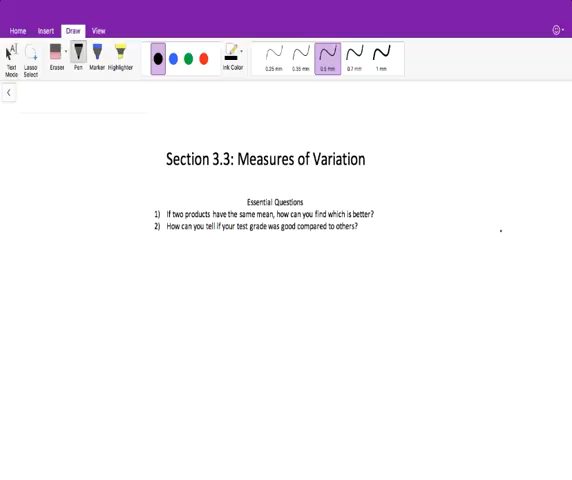 Home Insert Draw View
Text Mode Lasso Select Eraser Pen Marker Highlighter Ink Color 0.25 mm 0.35 mm 0.5 mm 0.7 mm 1 mm
Section 3.3: Measures of Variation
Essential Questions
1) If two products have the same mean, how can you find which is better?
2) How can you tell if your test grade was good compared to others?